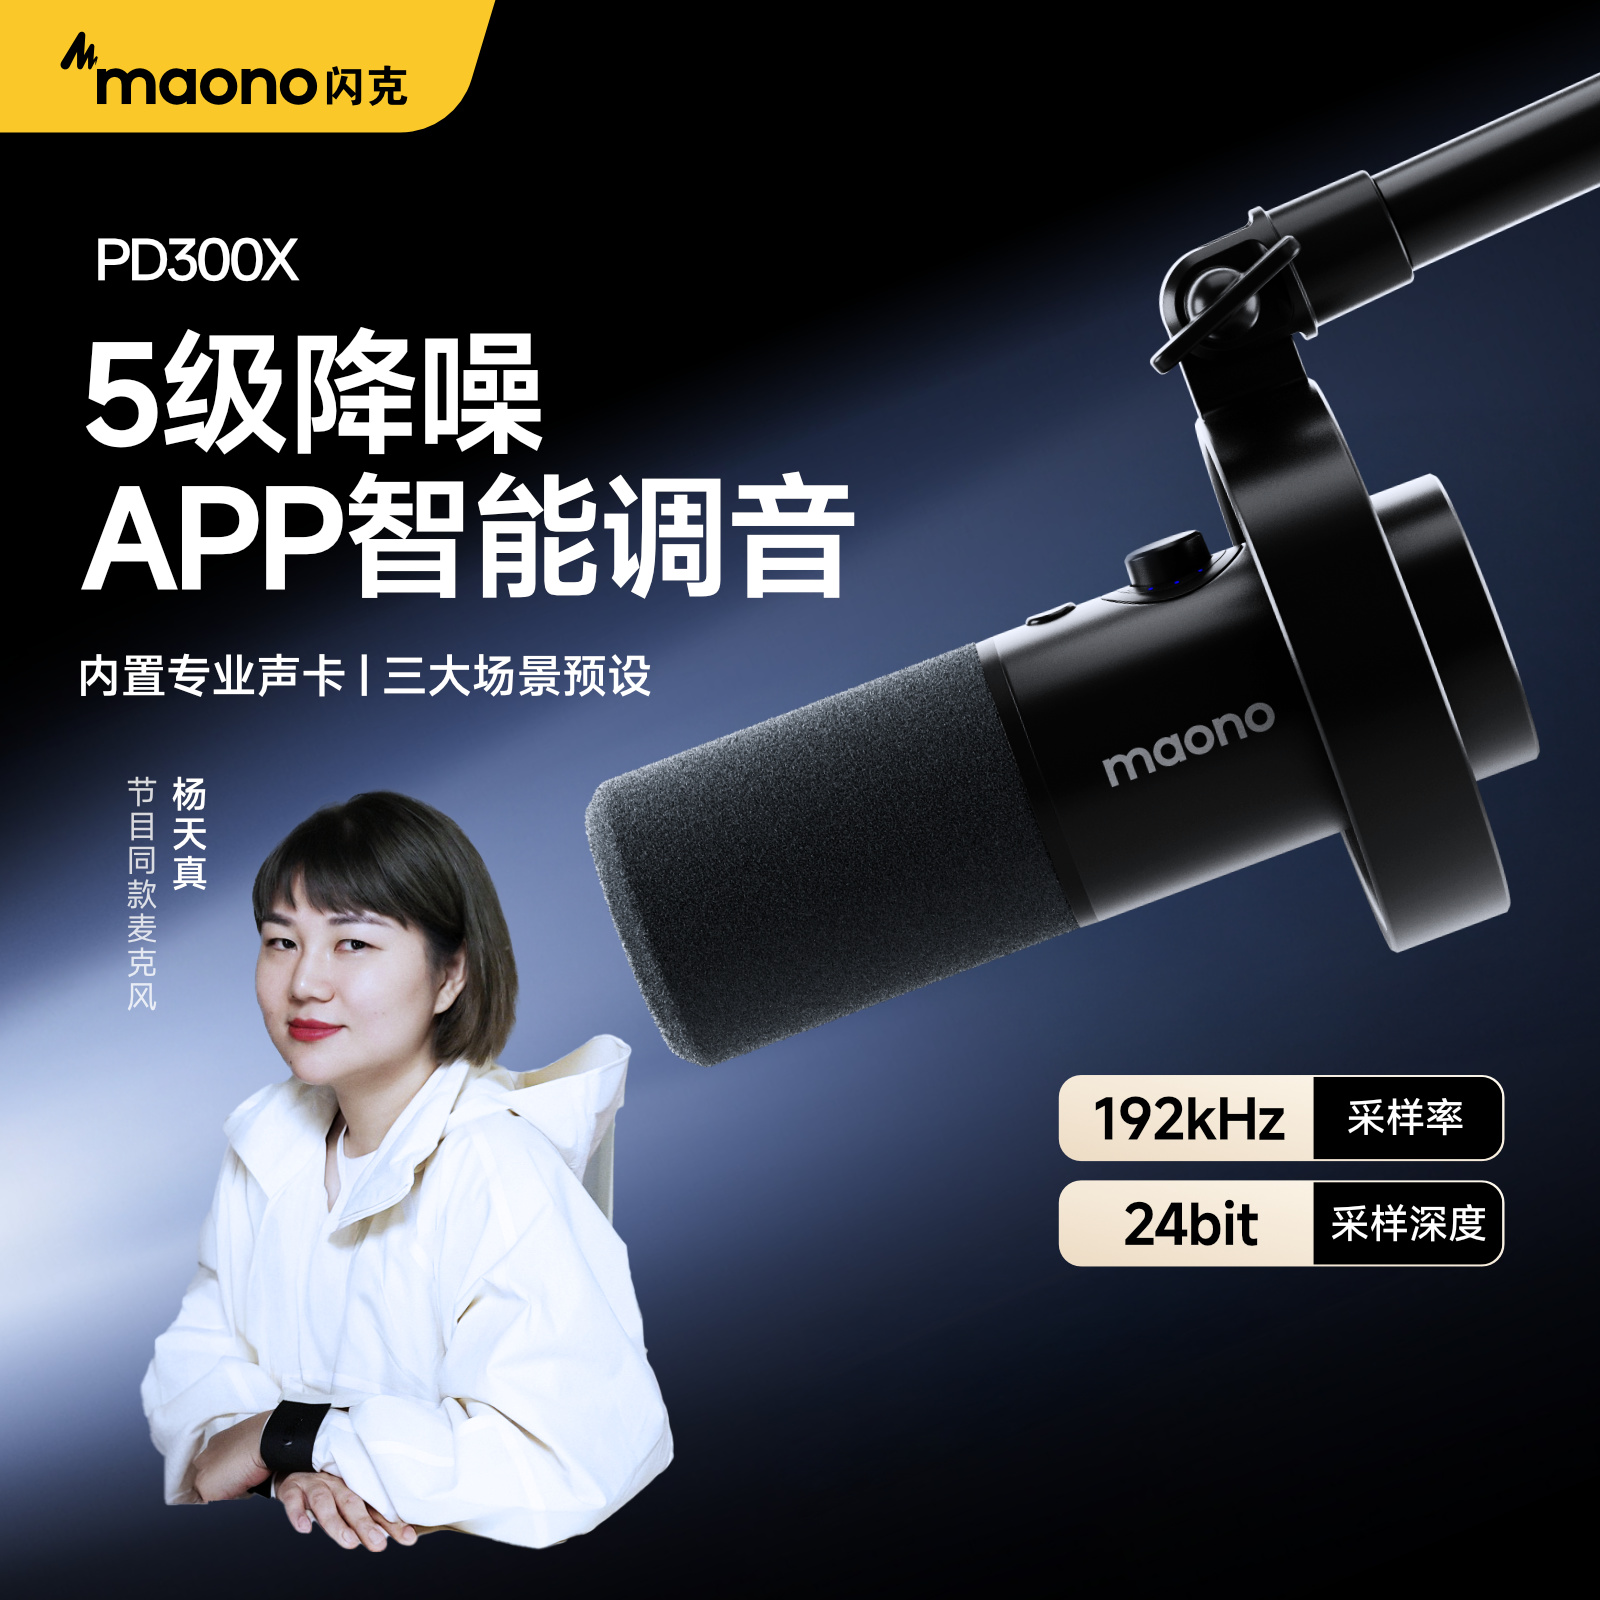 maono闪克
PD300X
5级降噪
APP智能调音
内置专业声卡|三大场景预设
杨天真
节目同款麦克风
maono
192kHz 采样率
24bit 采样深度